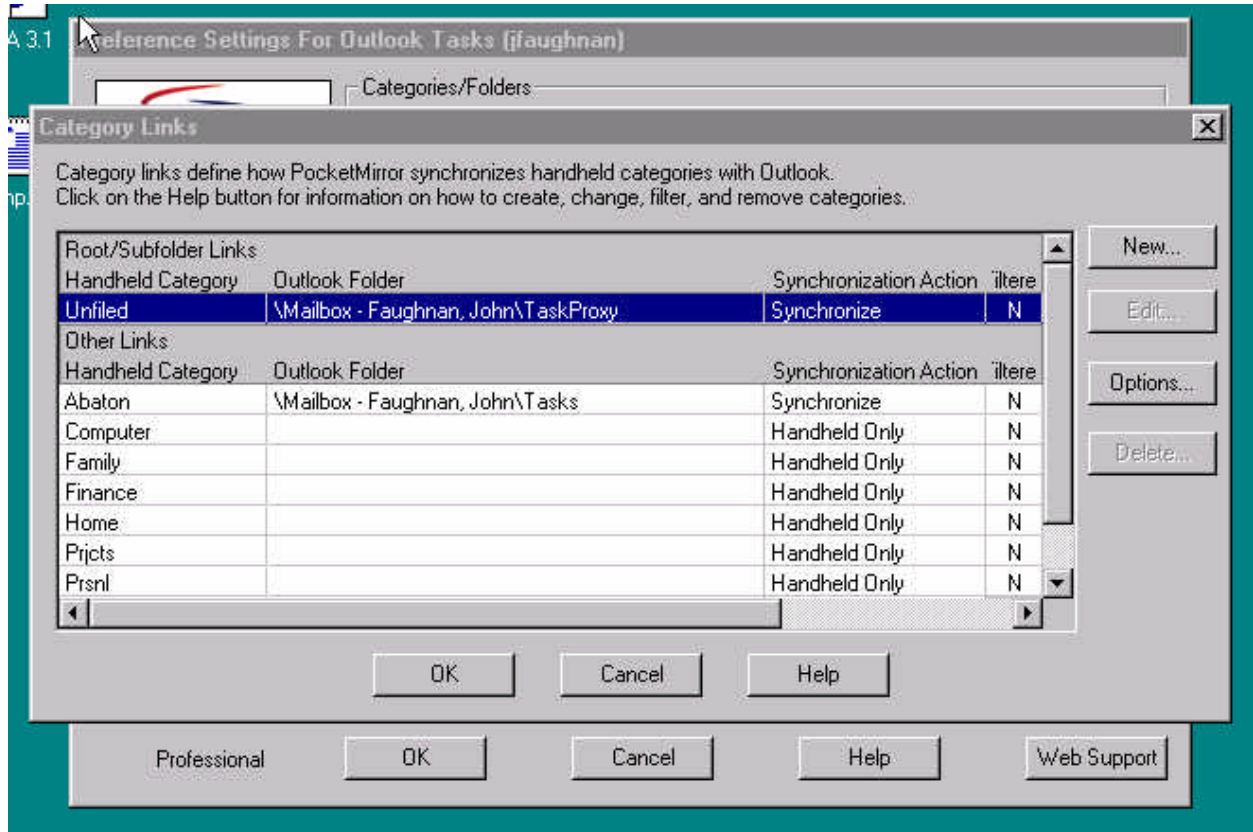 A 3.1
Preference Settings For Outlook Tasks (jfaughnan)
Categories/Folders
Category Links
Category links define how PocketMirror synchronizes handheld categories with Outlook.
Click on the Help button for information on how to create, change, filter, and remove categories.
Root/Subfolder Links
Handheld Category Outlook Folder Synchronization Action iltere
Unfiled \Mailbox - Faughnan, John\TaskProxy Synchronize N
Other Links
Handheld Category Outlook Folder Synchronization Action iltere
Abaton \Mailbox - Faughnan, John\Tasks Synchronize N
Computer Handheld Only N
Family Handheld Only N
Finance Handheld Only N
Home Handheld Only N
Prjcts Handheld Only N
Prsnl Handheld Only N
New...
Edit...
Options...
Delete...
OK Cancel Help
Professional OK Cancel Help Web Support